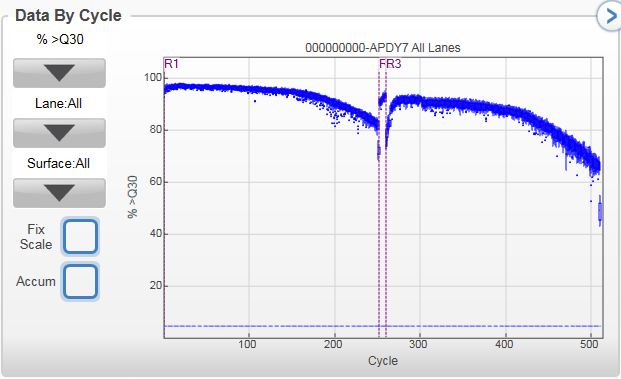 Data By Cycle
% >Q30
Lane:All
Surface:All
Fix
Scale
Accum
000000000-APDY7 All Lanes
R1
FR3
100
80
60
40
20
% >Q30
100
200
300
400
500
Cycle